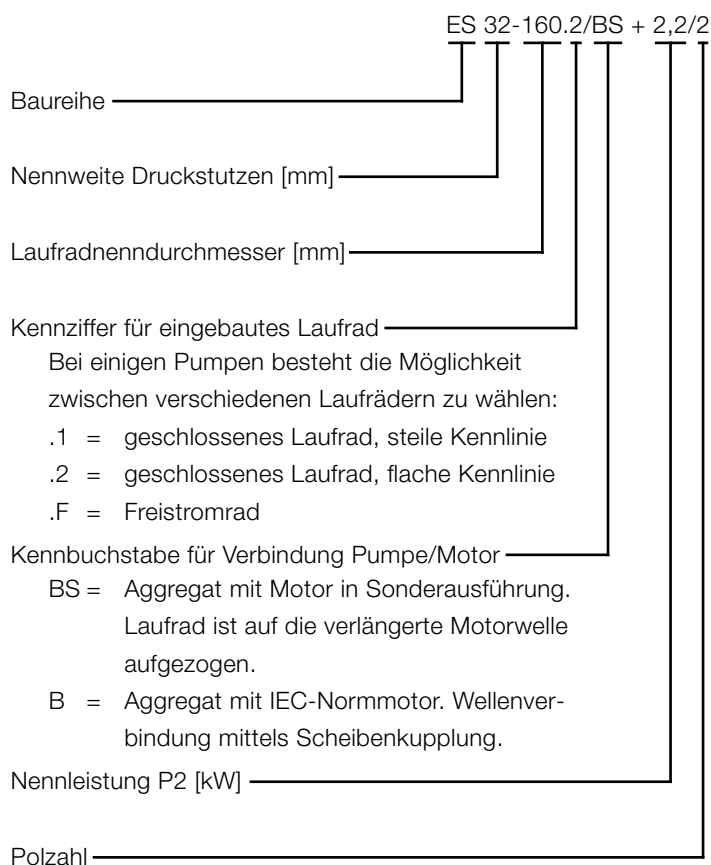 ES 32-160.2/BS + 2,2/2
Baureihe
Nennweite Druckstutzen [mm]
Laufradnenndurchmesser [mm]
Kennziffer für eingebautes Laufrad
Bei einigen Pumpen besteht die Möglichkeit
zwischen verschiedenen Laufrädern zu wählen:
.1 = geschlossenes Laufrad, steile Kennlinie
.2 = geschlossenes Laufrad, flache Kennlinie
.F = Freistromrad
Kennbuchstabe für Verbindung Pumpe/Motor
BS = Aggregat mit Motor in Sonderausführung.
Laufrad ist auf die verlängerte Motorwelle
aufgezogen.
B = Aggregat mit IEC-Normmotor. Wellenver-
bindung mittels Scheibenkupplung.
Nennleistung P2 [kW]
Polzahl